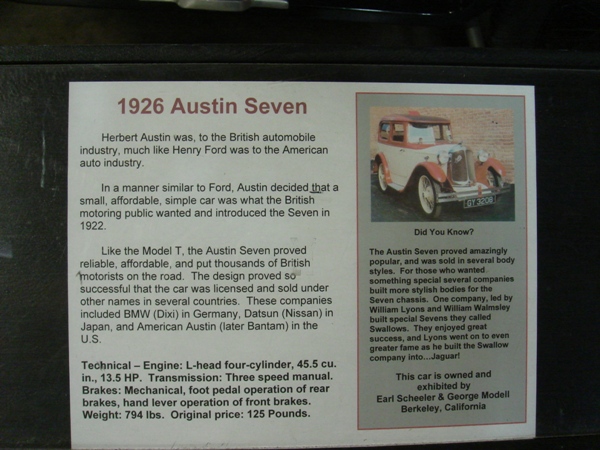 1926 Austin Seven
Herbert Austin was, to the British automobile
industry, much like Henry Ford was to the American
auto industry.
In a manner similar to Ford, Austin decided that a
small, affordable, simple car was what the British
motoring public wanted and introduced the Seven in
1922.
Like the Model T, the Austin Seven proved
reliable, affordable, and put thousands of British
motorists on the road.  The design proved so
successful that the car was licensed and sold under
other names in several countries.  These companies
included BMW (Dixi) in Germany, Datsun (Nissan) in
Japan, and American Austin (later Bantam) in the
U.S.
Technical – Engine: L-head four-cylinder, 45.5 cu.
in., 13.5 HP.  Transmission: Three speed manual.
Brakes: Mechanical, foot pedal operation of rear
brakes, hand lever operation of front brakes.
Weight: 794 lbs.  Original price: 125 Pounds.
GT 3208
Did You Know?
The Austin Seven proved amazingly
popular, and was sold in several body
styles.  For those who wanted
something special several companies
built more stylish bodies for the
Seven chassis.  One company, led by
William Lyons and William Walmsley
built special Sevens they called
Swallows.  They enjoyed great
success, and Lyons went on to even
greater fame as he built the Swallow
company into…Jaguar!
This car is owned and
exhibited by
Earl Scheeler & George Modell
Berkeley, California